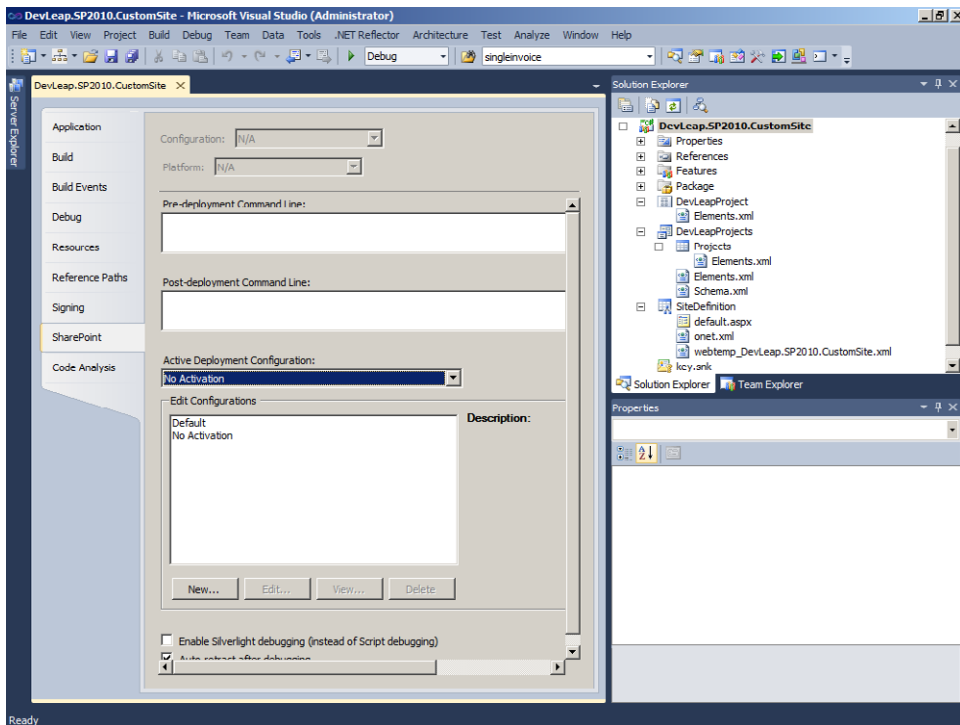 DevLeap.SP2010.CustomSite - Microsoft Visual Studio (Administrator)
File Edit View Project Build Debug Team Data Tools .NET Reflector Architecture Test Analyze Window Help
Debug singleinvoice
Server Explorer
DevLeap.SP2010.CustomSite
Application
Build
Build Events
Debug
Resources
Reference Paths
Signing
SharePoint
Code Analysis
Configuration: N/A
Platform: N/A
Pre-deployment Command Line:
Post-deployment Command Line:
Active Deployment Configuration:
No Activation
Edit Configurations
Default
No Activation
Description:
New... Edit... View... Delete
Enable Silverlight debugging (instead of Script debugging)
Auto-retract after debugging
Solution Explorer
DevLeap.SP2010.CustomSite
Properties
References
Features
Package
DevLeapProject
Elements.xml
DevLeapProjects
Projects
Elements.xml
Elements.xml
Schema.xml
SiteDefinition
default.aspx
onet.xml
webtemp_DevLeap.SP2010.CustomSite.xml
key.snk
Solution Explorer Team Explorer
Properties
Ready